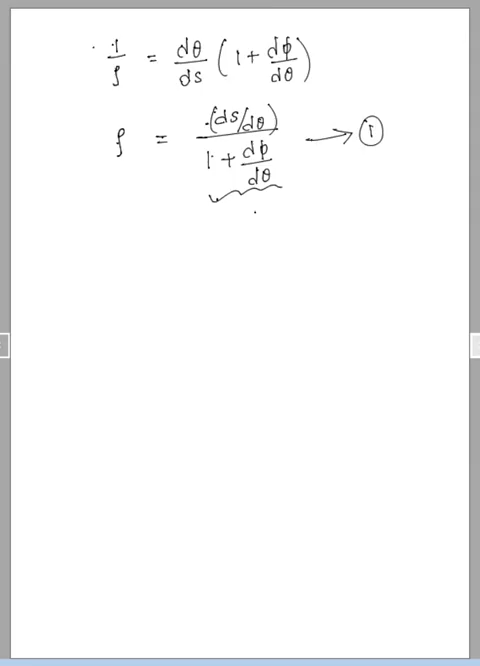 1/ρ = dθ/ds (1 + dϕ/dθ)
ρ = (ds/dθ) / (1 + dϕ/dθ) → ①